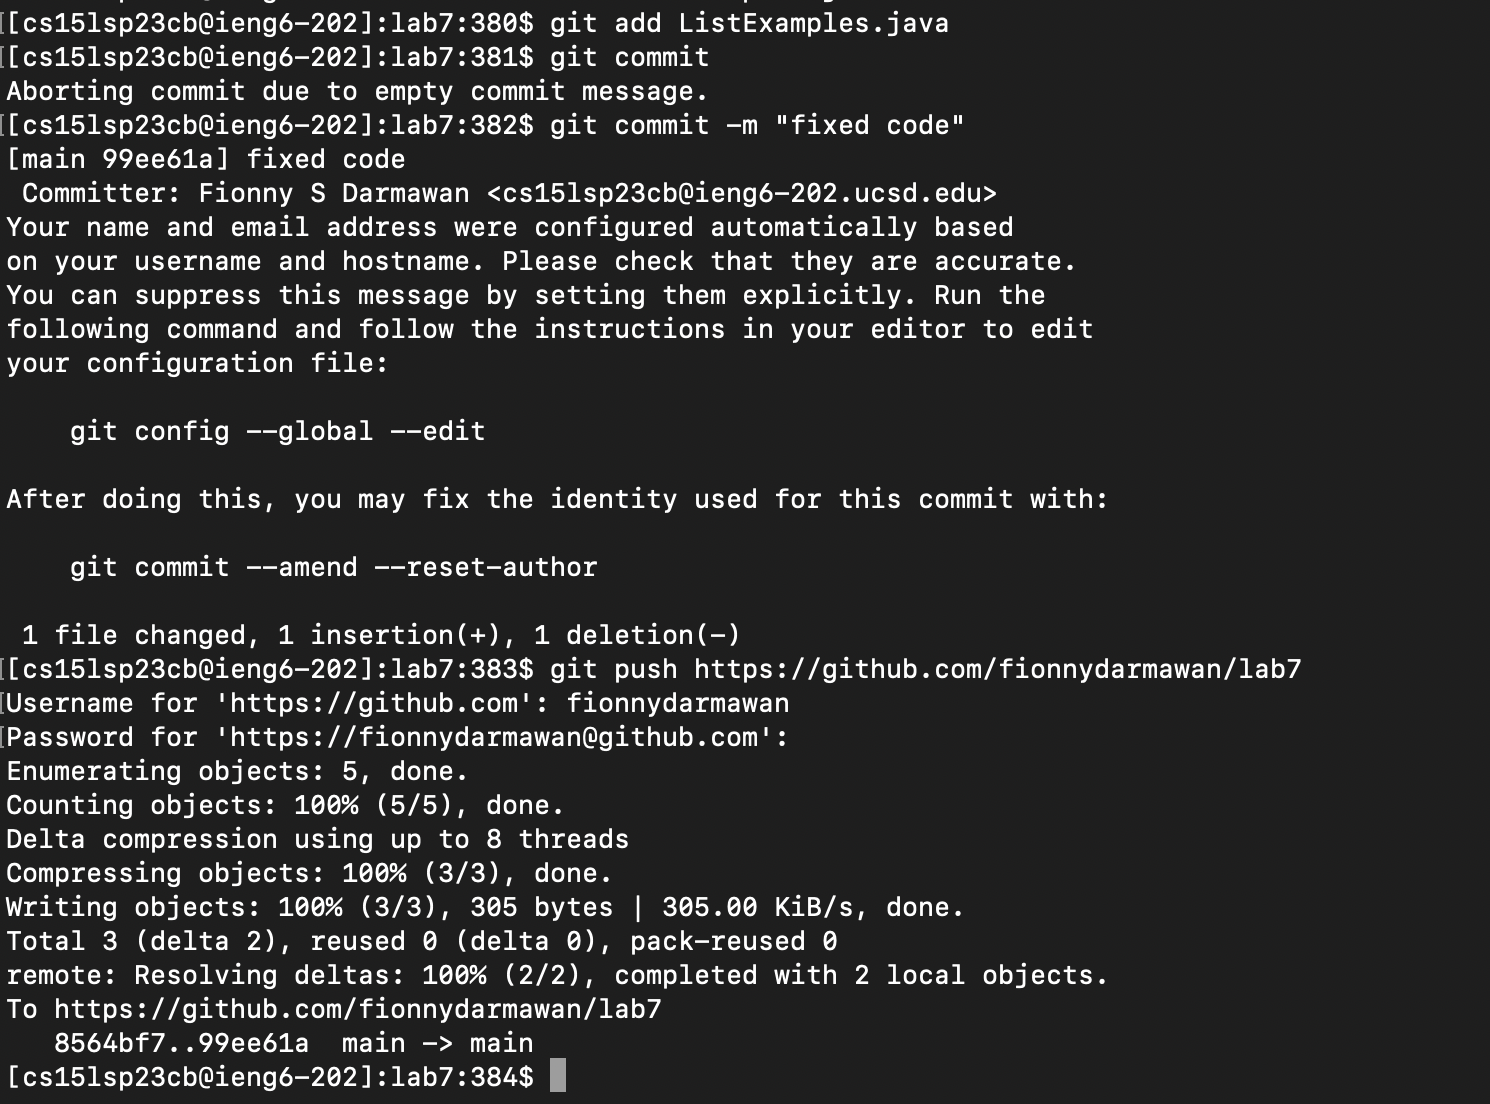 [[cs15lsp23cb@ieng6-202]:lab7:380$ git add ListExamples.java
[[cs15lsp23cb@ieng6-202]:lab7:381$ git commit
Aborting commit due to empty commit message.
[[cs15lsp23cb@ieng6-202]:lab7:382$ git commit -m "fixed code"
[main 99ee61a] fixed code
 Committer: Fionny S Darmawan <cs15lsp23cb@ieng6-202.ucsd.edu>
Your name and email address were configured automatically based
on your username and hostname. Please check that they are accurate.
You can suppress this message by setting them explicitly. Run the
following command and follow the instructions in your editor to edit
your configuration file:

    git config --global --edit

After doing this, you may fix the identity used for this commit with:

    git commit --amend --reset-author

 1 file changed, 1 insertion(+), 1 deletion(-)
[[cs15lsp23cb@ieng6-202]:lab7:383$ git push https://github.com/fionnydarmawan/lab7
[Username for 'https://github.com': fionnydarmawan
[Password for 'https://fionnydarmawan@github.com':
Enumerating objects: 5, done.
Counting objects: 100% (5/5), done.
Delta compression using up to 8 threads
Compressing objects: 100% (3/3), done.
Writing objects: 100% (3/3), 305 bytes | 305.00 KiB/s, done.
Total 3 (delta 2), reused 0 (delta 0), pack-reused 0
remote: Resolving deltas: 100% (2/2), completed with 2 local objects.
To https://github.com/fionnydarmawan/lab7
   8564bf7..99ee61a  main -> main
[cs15lsp23cb@ieng6-202]:lab7:384$